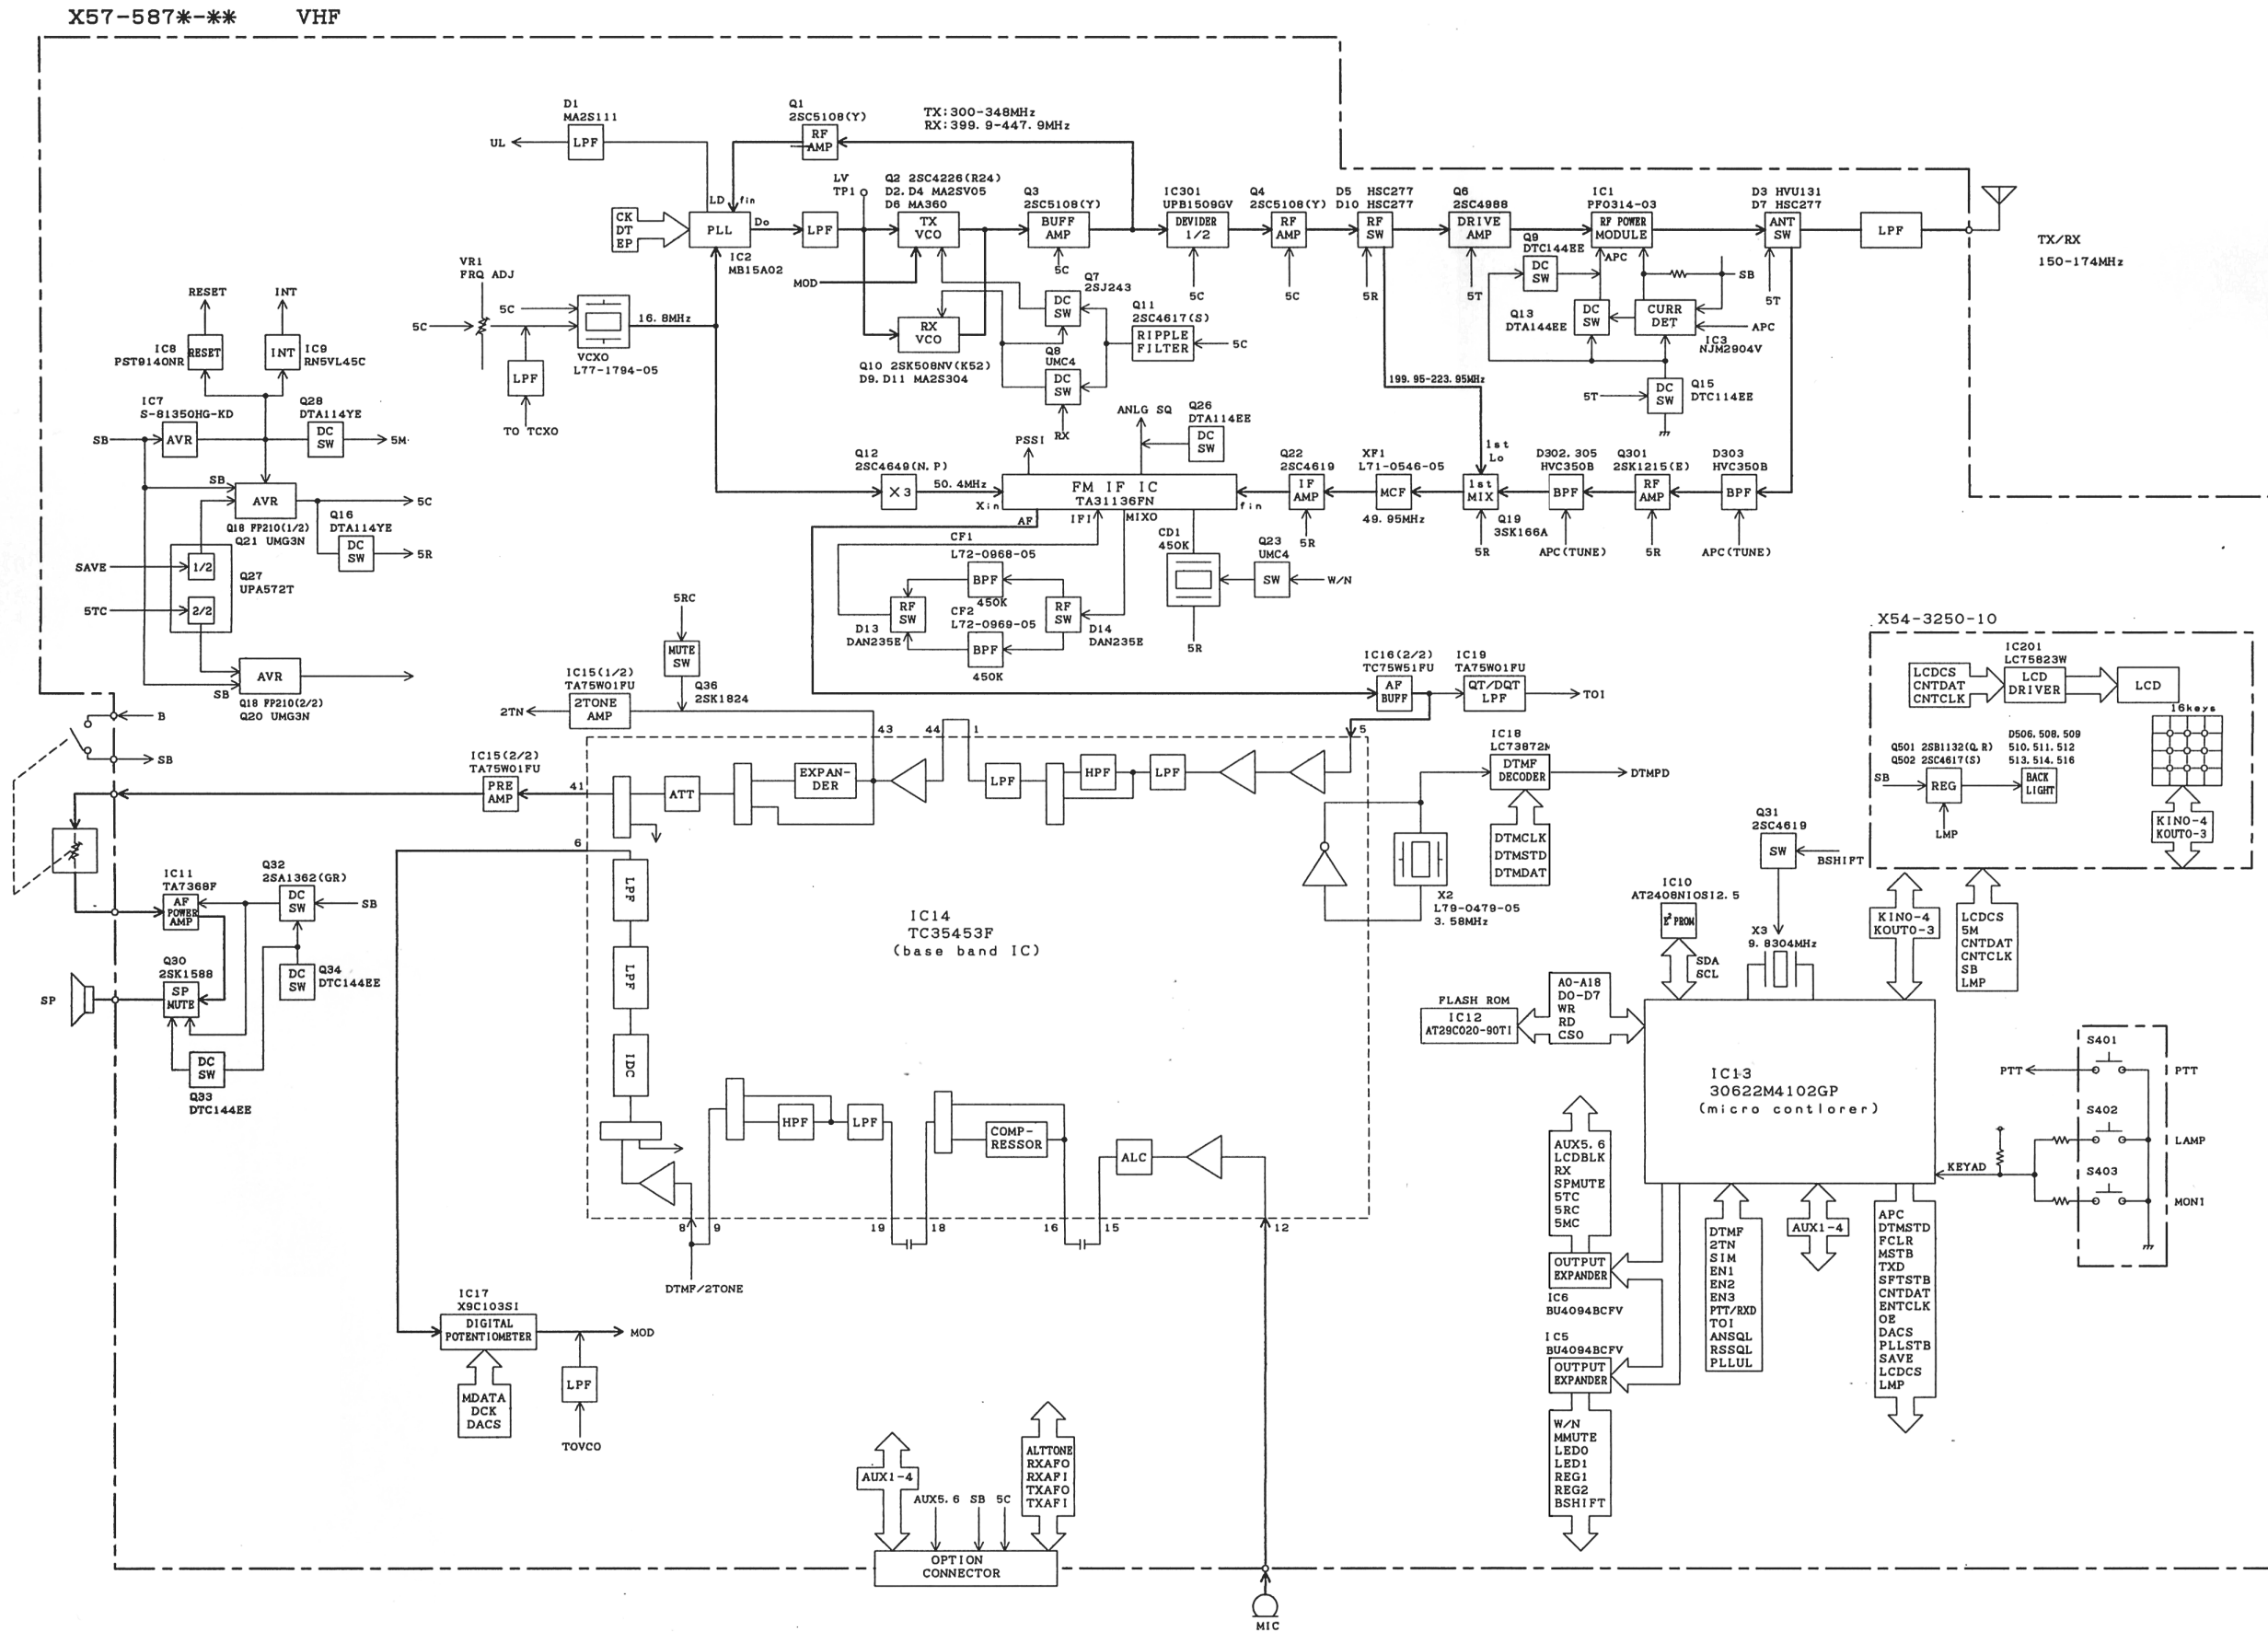 X57-587*-** VHF
D1
MA2S111
UL
LPF
Q1
2SC5108(Y)
RF
AMP
TX:300-348MHz
RX:399.9-447.9MHz
LV
TP1
Q2 2SC4226(R24)
D2.D4 MA2SV05
D6 MA360
TX
VCO
Q3
2SC5108(Y)
BUFF
AMP
5C
IC301
UPB1509GV
DEVIDER
1/2
5C
Q4
2SC5108(Y)
RF
AMP
5C
D5 HSC277
D10 HSC277
RF
SW
5R
Q6
2SC4988
DRIVE
AMP
5T
IC1
PF0314-03
RF POWER
MODULE
D3 HVU131
D7 HSC277
ANT
SW
5T
LPF
TX/RX
150-174MHz
CK
DT
EP
LD fin
PLL
Do
IC2
MB15A02
LPF
MOD
RX
VCO
Q10 2SK508NV(K52)
D9.D11 MA2S304
Q7
2SJ243
DC
SW
Q8
UMC4
DC
SW
RX
Q11
2SC4617(S)
RIPPLE
FILTER
5C
Q9
DTC144EE
DC
SW
APC
SB
Q13
DTA144EE
DC
SW
CURR
DET
APC
IC3
NJM2904V
5T
DC
SW
Q15
DTC114EE
VR1
FRQ ADJ
5C
5C
16.8MHz
VCXO
L77-1794-05
LPF
TO TCXO
RESET
INT
IC8
PST9140NR
RESET
INT
IC9
RN5VL45C
IC7
S-81350HG-KD
SB
AVR
Q28
DTA114YE
DC
SW
5M
SB
AVR
5C
Q18 FP210(1/2)
Q21 UMG3N
Q16
DTA114YE
DC
SW
5R
SAVE
1/2
5TC
2/2
Q27
UPA572T
AVR
SB
Q18 FP210(2/2)
Q20 UMG3N
199.95-223.95MHz
ANLG SQ
Q26
DTA114EE
DC
SW
PSSI
Q12
2SC4649(N.P)
X3
50.4MHz
FM IF IC
TA31136FN
Xin
AF
IFI
MIXO
fin
Q22
2SC4619
IF
AMP
5R
XF1
L71-0546-05
MCF
49.95MHz
1st
Lo
1st
MIX
Q19
3SK166A
5R
D302.305
HVC350B
BPF
APC(TUNE)
Q301
2SK1215(E)
RF
AMP
5R
D303
HVC350B
BPF
APC(TUNE)
CF1
L72-0968-05
BPF
450K
CF2
L72-0969-05
BPF
450K
RF
SW
D13
DAN235E
RF
SW
D14
DAN235E
CD1
450K
5R
Q23
UMC4
SW
W/N
5RC
MUTE
SW
Q36
2SK1824
IC15(1/2)
TA75W01FU
2TN
2TONE
AMP
IC16(2/2)
TC75W51FU
AF
BUFF
IC19
TA75W01FU
QT/DQT
LPF
TOI
B
SB
IC15(2/2)
TA75W01FU
PRE
AMP
41
43
44
1
5
ATT
EXPAN-
DER
LPF
HPF
LPF
IC18
LC73872M
DTMF
DECODER
DTMPD
DTMCLK
DTMSTD
DTMDAT
X2
L79-0479-05
3.58MHz
6
LPF
LPF
IDC
IC14
TC35453F
(base band IC)
IC11
TA7368F
AF
POWER
AMP
Q32
2SA1362(GR)
DC
SW
SB
Q30
2SK1588
SP
MUTE
DC
SW
Q34
DTC144EE
SP
DC
SW
Q33
DTC144EE
HPF
LPF
COMP-
RESSOR
ALC
8
9
19
18
16
15
12
DTMF/2TONE
IC17
X9C103SI
DIGITAL
POTENTIOMETER
MOD
LPF
TOVCO
MDATA
DCK
DACS
AUX1-4
AUX5.6
SB
5C
ALTTONE
RXAFO
RXAFI
TXAFO
TXAFI
OPTION
CONNECTOR
MIC
X54-3250-10
LCDCS
CNTDAT
CNTCLK
IC201
LC75823W
LCD
DRIVER
LCD
16keys
Q501 2SB1132(Q.R)
Q502 2SC4617(S)
SB
REG
LMP
D506.508.509
510.511.512
513.514.516
BACK
LIGHT
KINO-4
KOUTO-3
Q31
2SC4619
SW
BSHIFT
IC10
AT2408N10SI2.5
E² PROM
SDA
SCL
X3
9.8304MHz
KINO-4
KOUTO-3
LCDCS
5M
CNTDAT
CNTCLK
SB
LMP
FLASH ROM
IC12
AT29C020-90TI
A0-A18
D0-D7
WR
RD
CSO
IC13
30622M4102GP
(micro contlorer)
S401
PTT
PTT
S402
LAMP
S403
MONI
KEYAD
AUX5.6
LCDBLK
RX
SPMUTE
5TC
5RC
5MC
OUTPUT
EXPANDER
IC6
BU4094BCFV
IC5
BU4094BCFV
OUTPUT
EXPANDER
W/N
MMUTE
LED0
LED1
REG1
REG2
BSHIFT
DTMF
2TN
SIM
EN1
EN2
EN3
PTT/RXD
TOI
ANSQL
RSSQL
PLLUL
AUX1-4
APC
DTMSTD
FCLR
MSTB
TXD
SFTSTB
CNTDAT
ENTCLK
OE
DACS
PLLSTB
SAVE
LCDCS
LMP